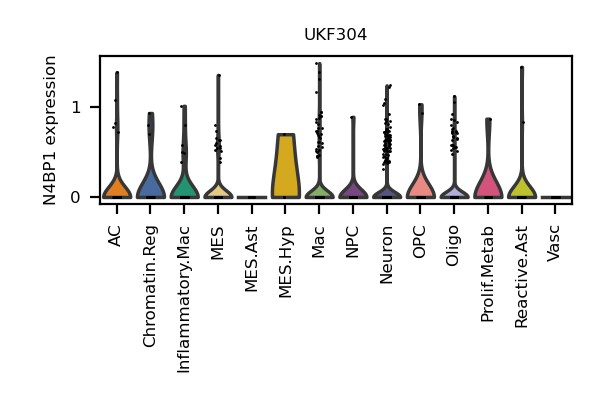 UKF304
N4BP1 expression
1
0
AC
Chromatin.Reg
Inflammatory.Mac
MES
MES.Ast
MES.Hyp
Mac
NPC
Neuron
OPC
Oligo
Prolif.Metab
Reactive.Ast
Vasc